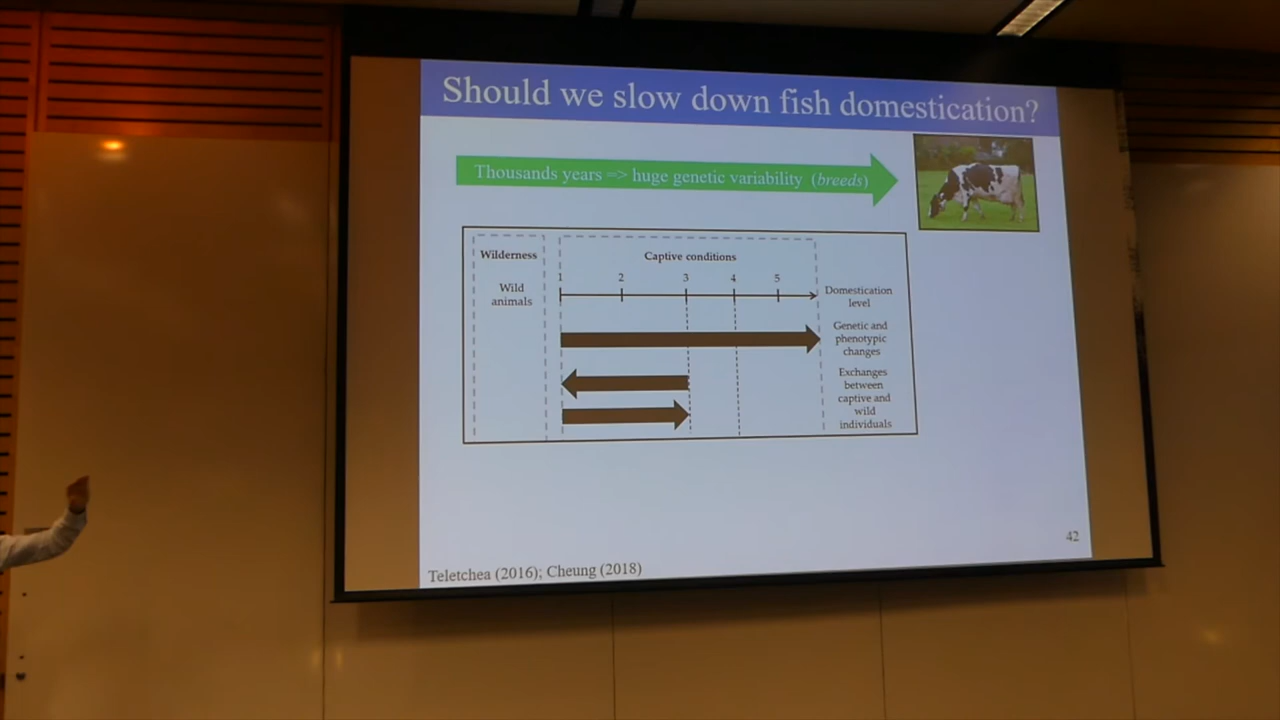 Should we slow down fish domestication?
Thousands years => huge genetic variability (breeds)
Wilderness
Captive conditions
1 2 3 4 5
Wild
animals
Domestication
level
Genetic and
phenotypic
changes
Exchanges
between
captive and
wild
individuals
42
Teletchea (2016); Cheung (2018)